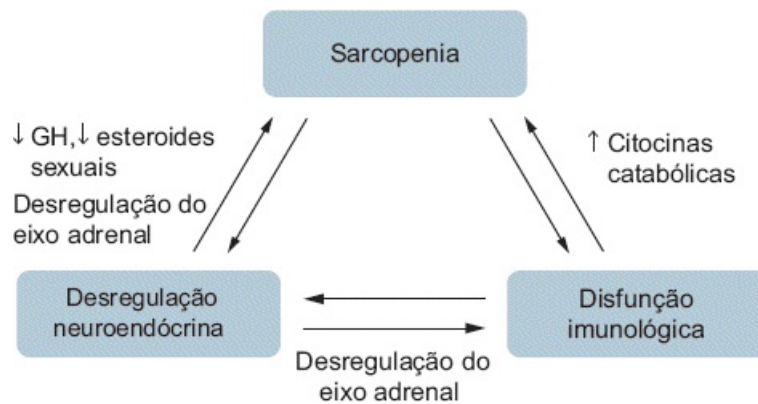 Sarcopenia
↓ GH,↓ esteroides
sexuais
Desregulação do
eixo adrenal
↑ Citocinas
catabólicas
Desregulação
neuroendócrina
Disfunção
imunológica
Desregulação do
eixo adrenal